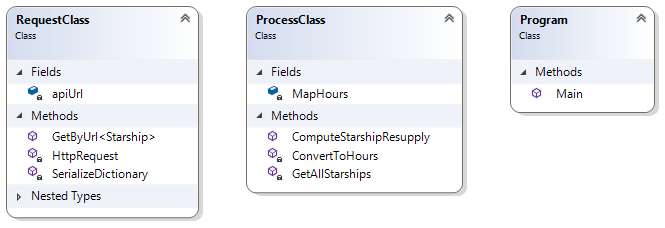 RequestClass
Class
Fields
apiUrl
Methods
GetByUrl<Starship>
HttpRequest
SerializeDictionary
Nested Types
ProcessClass
Class
Fields
MapHours
Methods
ComputeStarshipResupply
ConvertToHours
GetAllStarships
Program
Class
Methods
Main